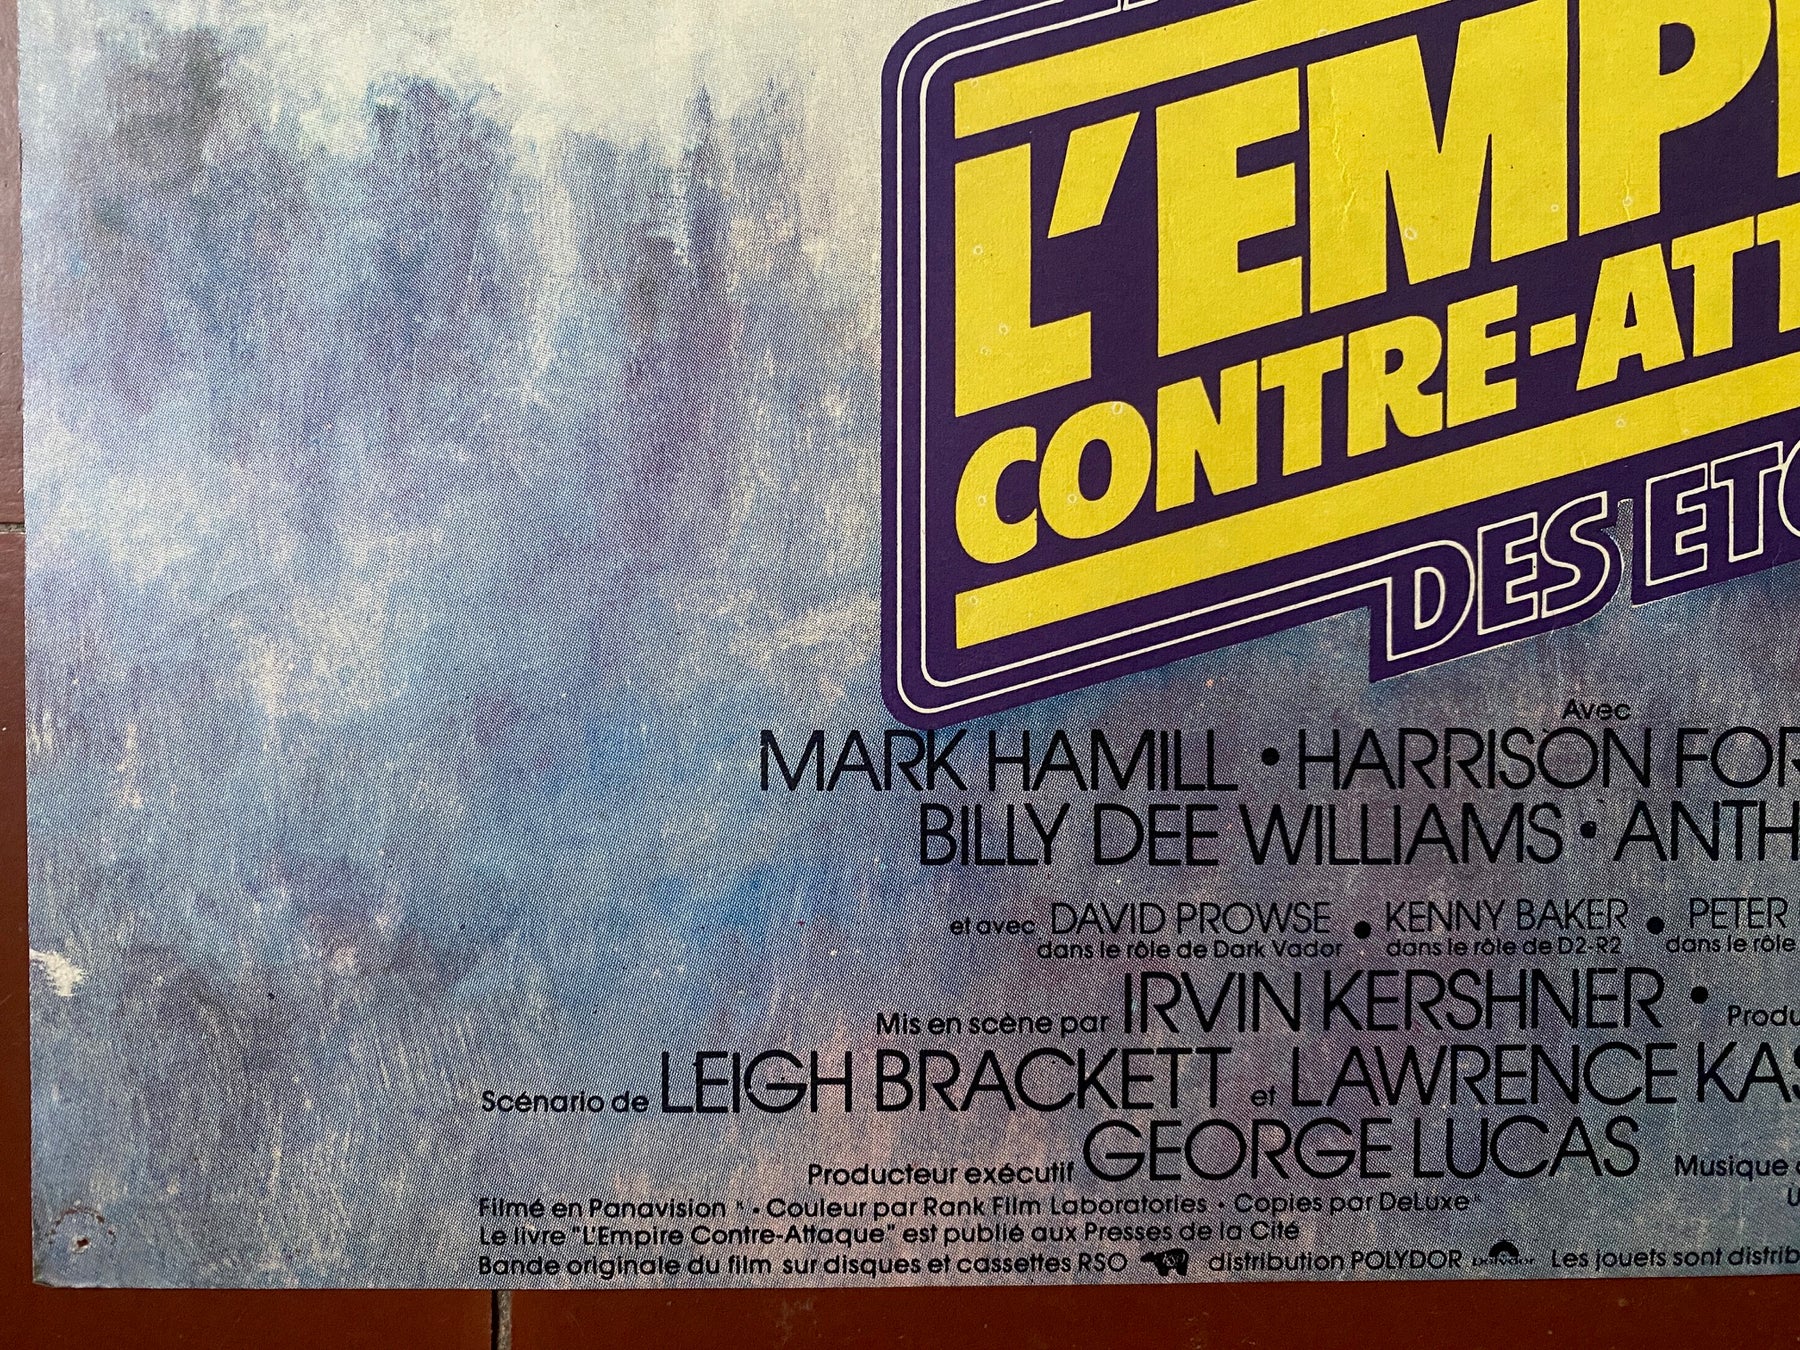 L'EMP
CONTRE-ATT
DES ETO
Avec
MARK HAMILL • HARRISON FOR
BILLY DEE WILLIAMS • ANTH
et avec DAVID PROWSE • KENNY BAKER • PETER
dans le rôle de Dark Vador dans le rôle de D2-R2 dans le rôle
Mis en scène par IRVIN KERSHNER • Produ
Scénario de LEIGH BRACKETT et LAWRENCE KAS
Producteur exécutif GEORGE LUCAS Musique
Filmé en Panavision • Couleur par Rank Film Laboratories • Copies par DeLuxe
Le livre "L'Empire Contre-Attaque" est publié aux Presses de la Cité
Bande originale du film sur disques et cassettes RSO distribution POLYDOR Les jouets sont distrib